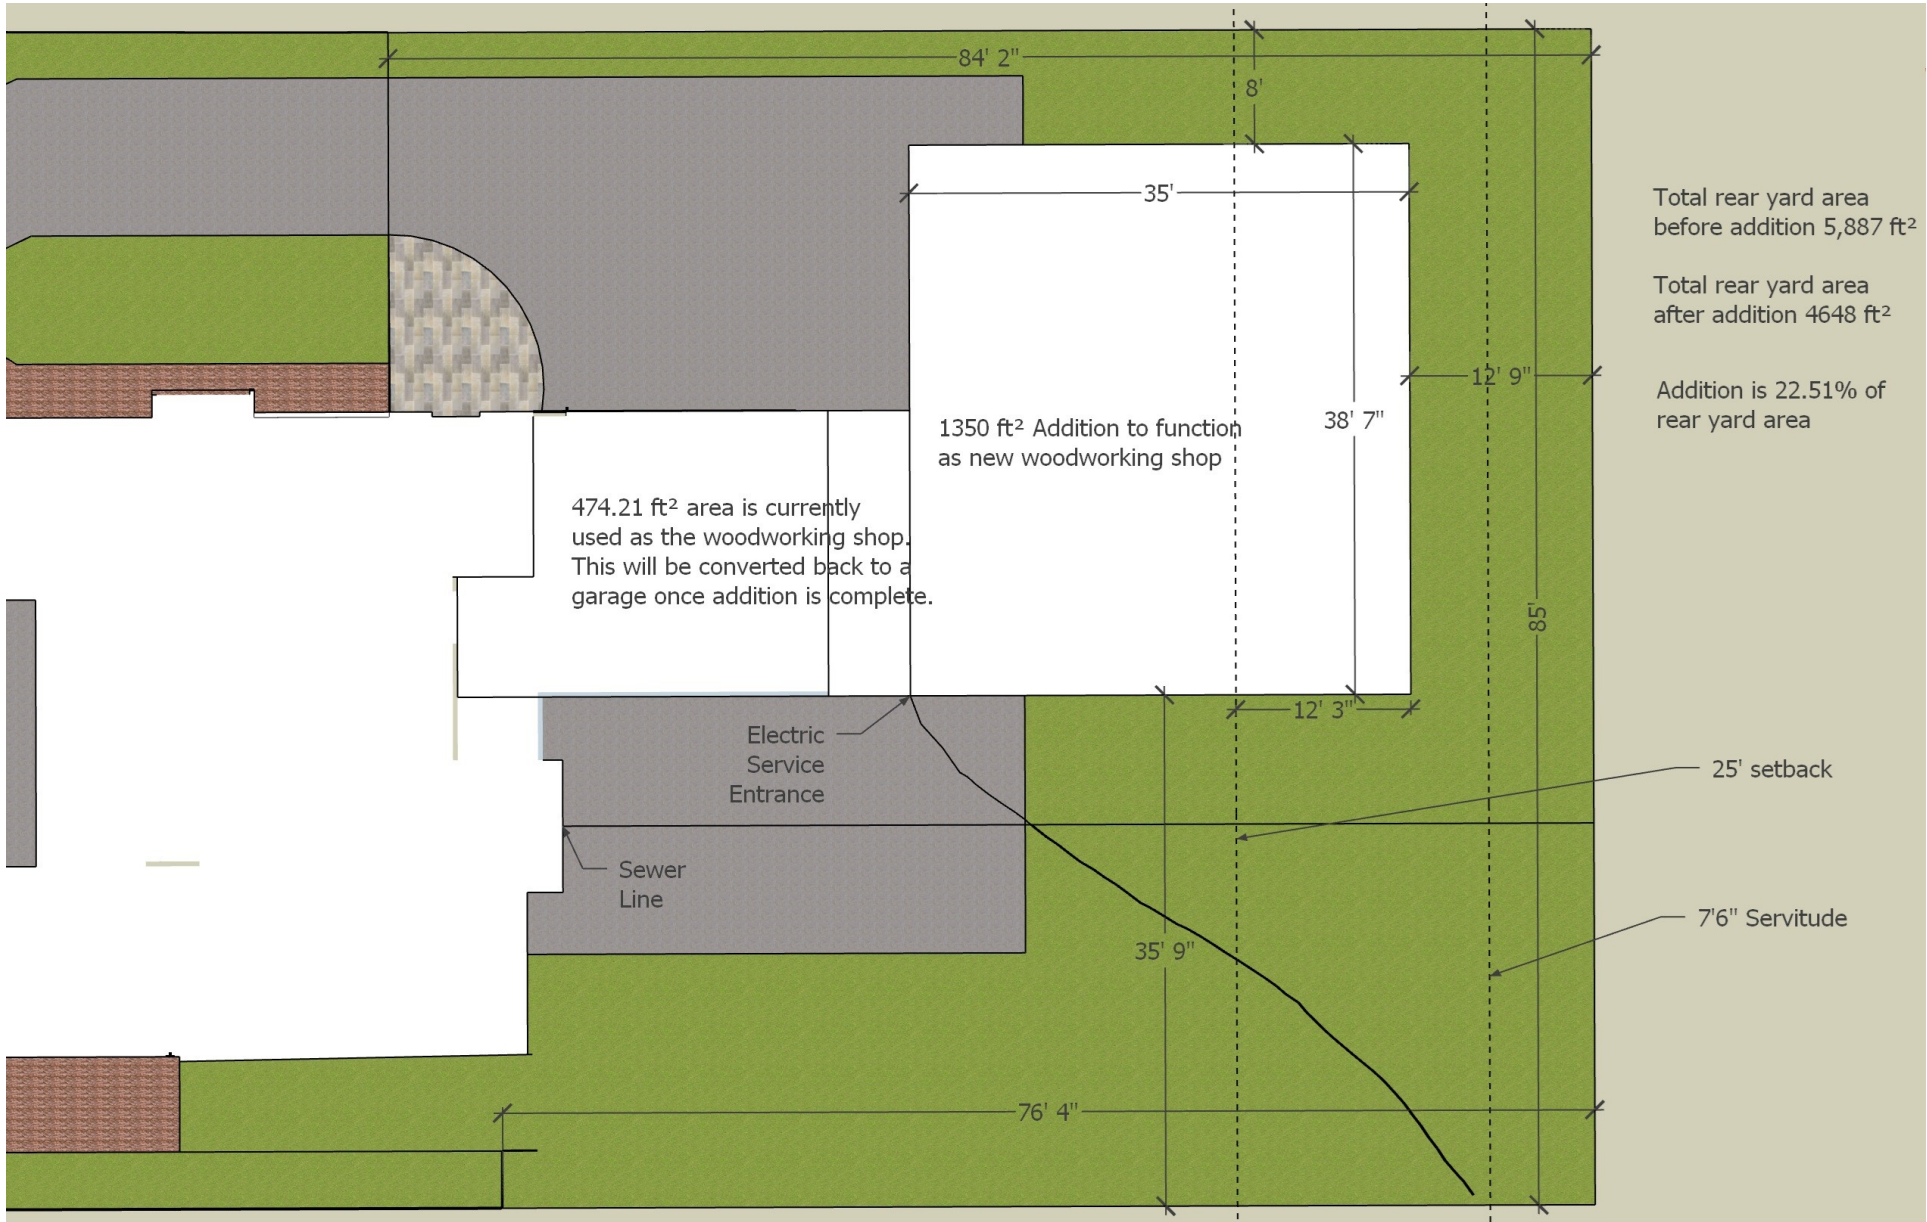 84' 2"
8'
35'
Total rear yard area
before addition 5,887 ft²
Total rear yard area
after addition 4648 ft²
12' 9"
Addition is 22.51% of
rear yard area
38' 7"
1350 ft² Addition to function
as new woodworking shop
474.21 ft² area is currently
used as the woodworking shop.
This will be converted back to a
garage once addition is complete.
85'
12' 3"
Electric
Service
Entrance
25' setback
Sewer
Line
7'6" Servitude
35' 9"
76' 4"